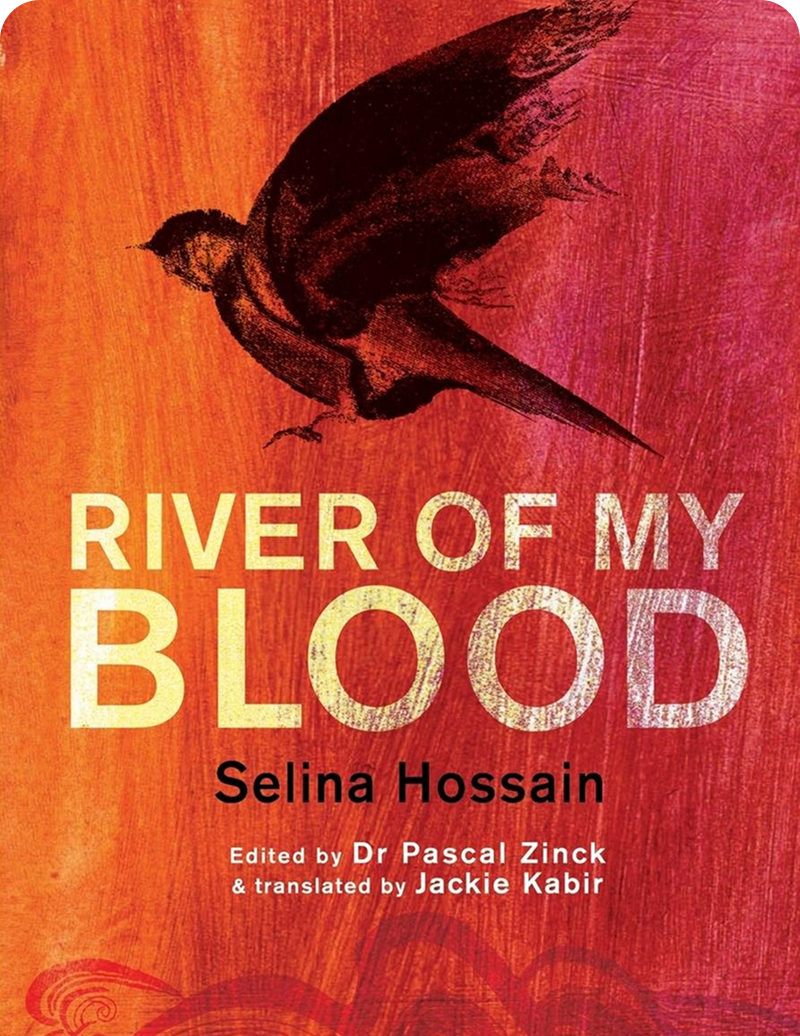 RIVER OF MY
BLOOD
Selina Hossain
Edited by Dr Pascal Zinck
& translated by Jackie Kabir